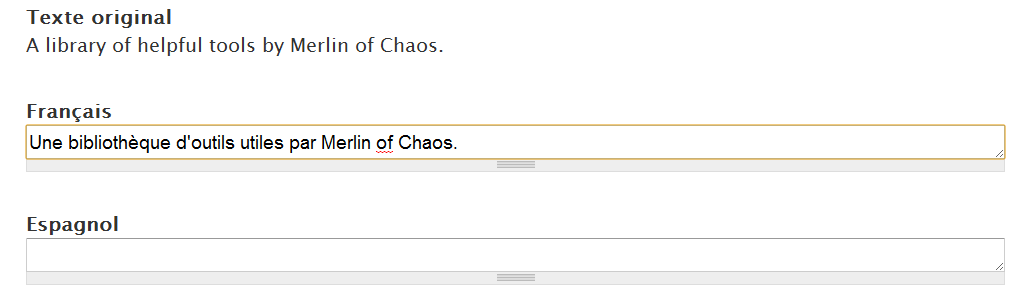 Texte original
A library of helpful tools by Merlin of Chaos.
Français
Une bibliothèque d'outils utiles par Merlin of Chaos.
Espagnol